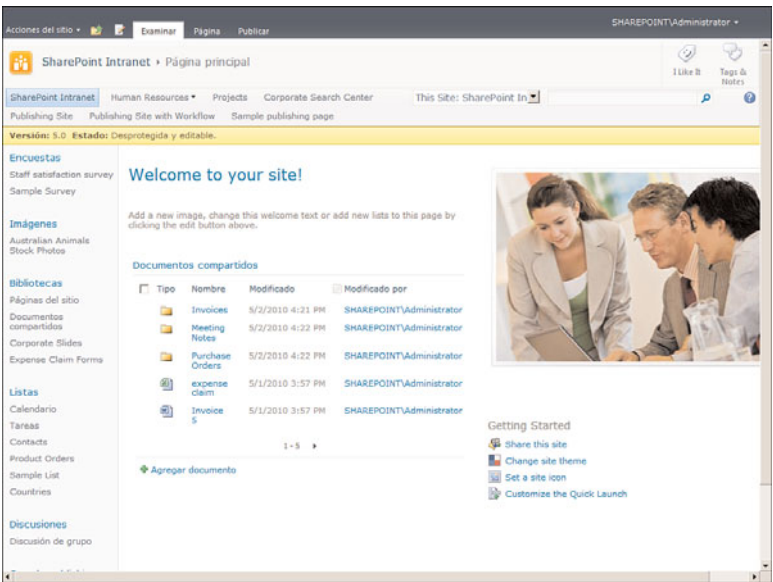 SHAREPOINT\Administrator
Acciones del sitio
Examinar
Página
Publicar
SharePoint Intranet › Página principal
I Like It
Tags & Notes
SharePoint Intranet
Human Resources
Projects
Corporate Search Center
This Site: SharePoint In
Publishing Site
Publishing Site with Workflow
Sample publishing page
Versión: 5.0 Estado: Desprotegida y editable.
Encuestas
Staff satisfaction survey
Sample Survey
Imágenes
Australian Animals
Stock Photos
Bibliotecas
Páginas del sitio
Documentos
compartidos
Corporate Slides
Expense Claim Forms
Listas
Calendario
Tareas
Contacts
Product Orders
Sample List
Countries
Discusiones
Discusión de grupo
Welcome to your site!
Add a new image, change this welcome text or add new lists to this page by
clicking the edit button above.
Documentos compartidos
Tipo Nombre Modificado Modificado por
Invoices 5/2/2010 4:21 PM SHAREPOINT\Administrator
Meeting Notes 5/2/2010 4:22 PM SHAREPOINT\Administrator
Purchase Orders 5/2/2010 4:22 PM SHAREPOINT\Administrator
expense claim 5/1/2010 3:57 PM SHAREPOINT\Administrator
Invoice 5 5/1/2010 3:57 PM SHAREPOINT\Administrator
1 - 5
Agregar documento
Getting Started
Share this site
Change site theme
Set a site icon
Customize the Quick Launch